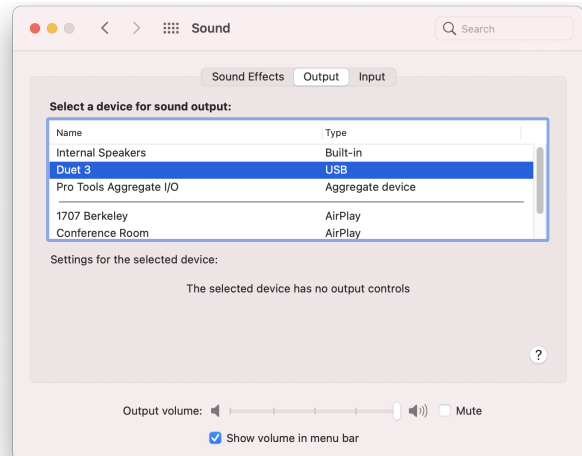 Sound
Search
Sound Effects Output Input
Select a device for sound output:
Name Type
Internal Speakers Built-in
Duet 3 USB
Pro Tools Aggregate I/O Aggregate device
1707 Berkeley AirPlay
Conference Room AirPlay
Settings for the selected device:
The selected device has no output controls
?
Output volume: Mute
Show volume in menu bar